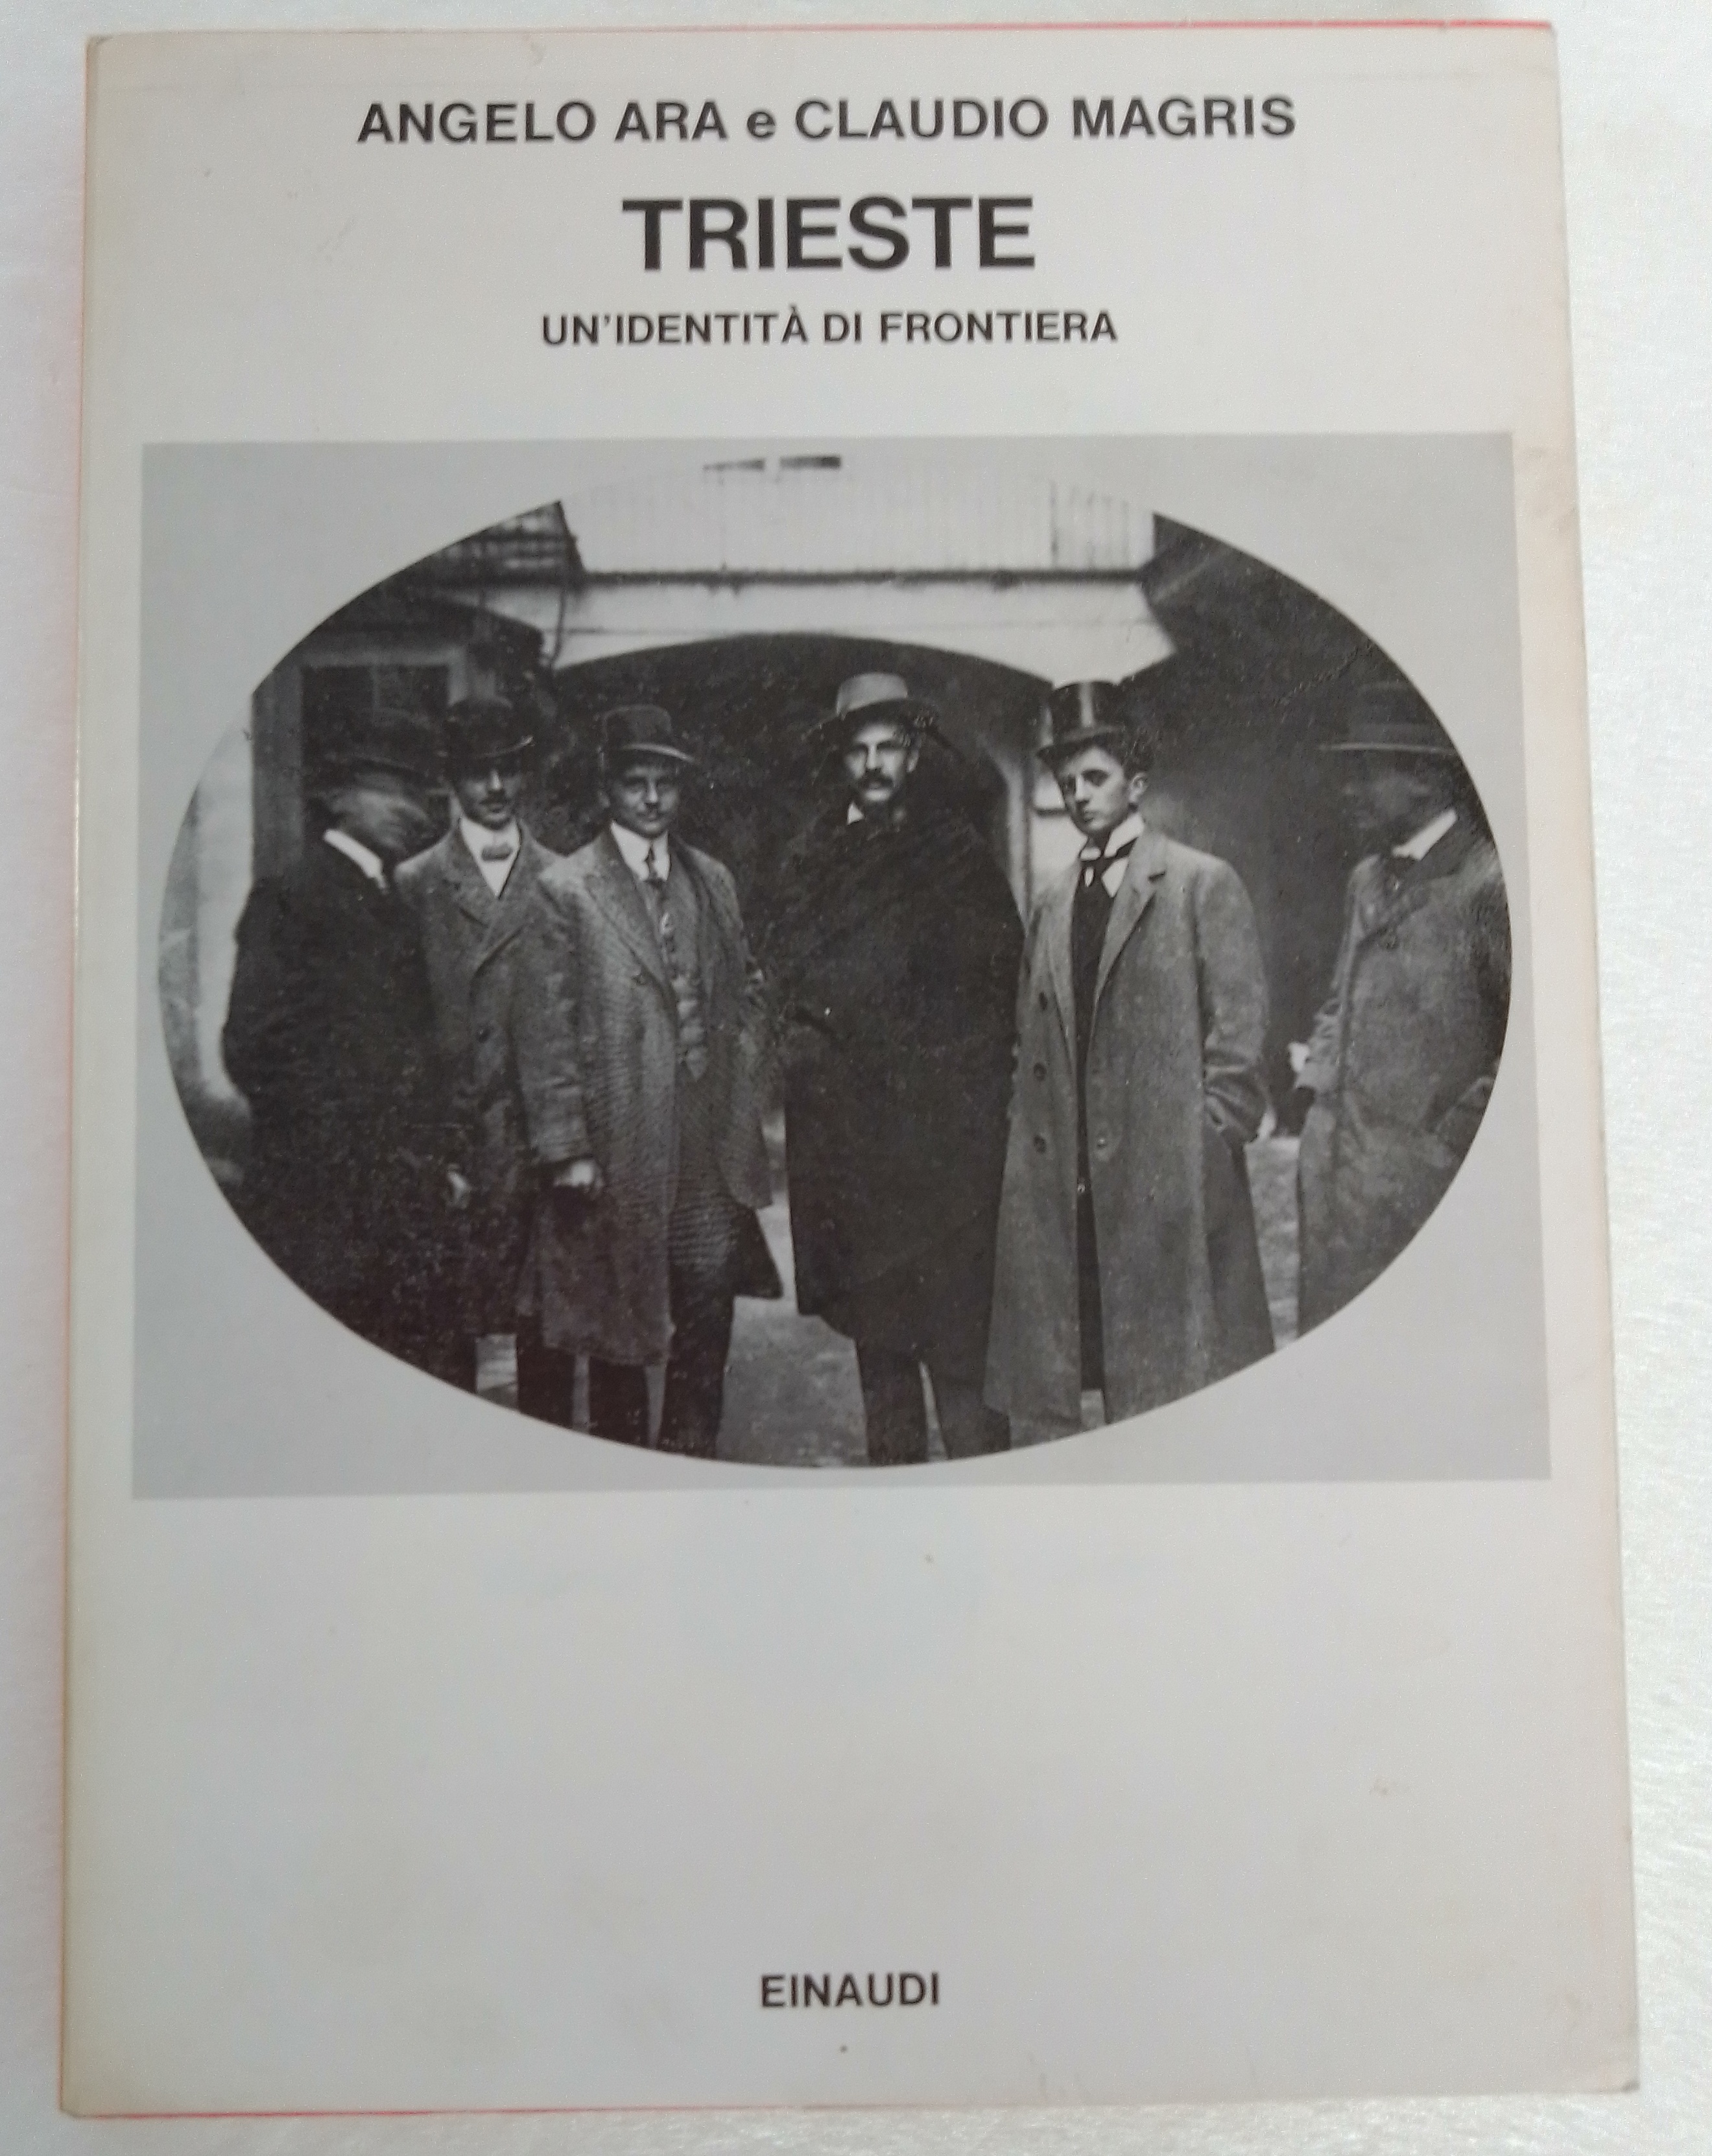 ANGELO ARA e CLAUDIO MAGRIS
TRIESTE
UN'IDENTITÀ DI FRONTIERA
EINAUDI